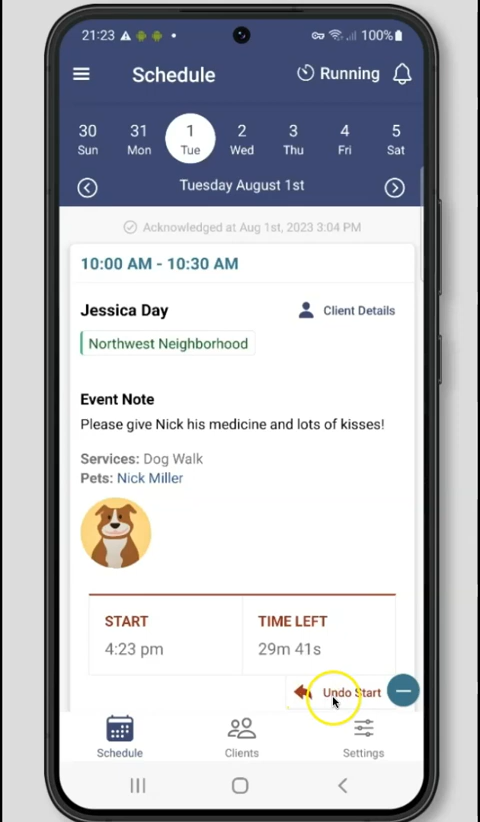 21:23 100%
Schedule Running
30 31 1 2 3 4 5
Sun Mon Tue Wed Thu Fri Sat
Tuesday August 1st
Acknowledged at Aug 1st, 2023 3:04 PM
10:00 AM - 10:30 AM
Jessica Day Client Details
Northwest Neighborhood
Event Note
Please give Nick his medicine and lots of kisses!
Services: Dog Walk
Pets: Nick Miller
START TIME LEFT
4:23 pm 29m 41s
Undo Start
Schedule Clients Settings